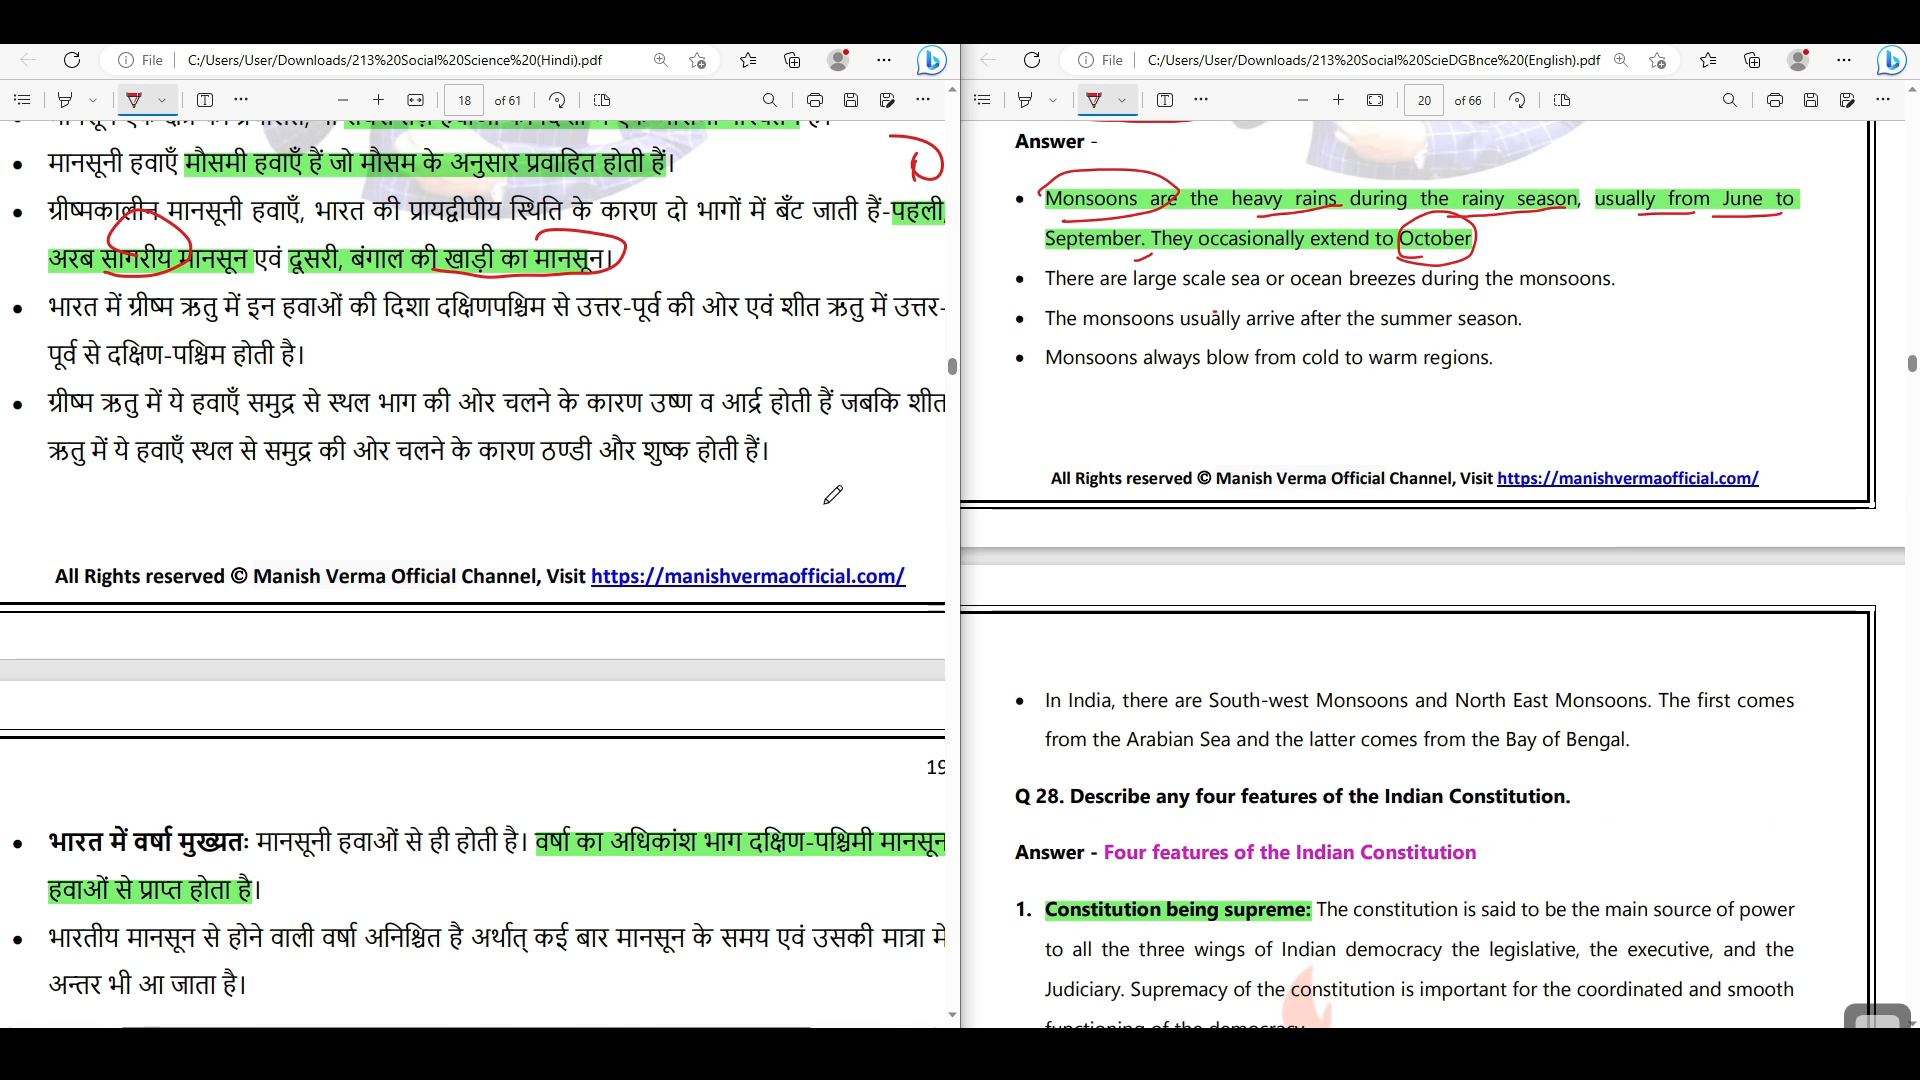 File C:/Users/User/Downloads/213%20Social%20Science%20(Hindi).pdf
18 of 61
मानसूनी हवाएँ मौसमी हवाएँ हैं जो मौसम के अनुसार प्रवाहित होती हैं।
ग्रीष्मकालीन मानसूनी हवाएँ, भारत की प्रायद्वीपीय स्थिति के कारण दो भागों में बँट जाती हैं-पहली,
अरब सागरीय मानसून एवं दूसरी, बंगाल की खाड़ी का मानसून।
भारत में ग्रीष्म ऋतु में इन हवाओं की दिशा दक्षिणपश्चिम से उत्तर-पूर्व की ओर एवं शीत ऋतु में उत्तर-
पूर्व से दक्षिण-पश्चिम होती है।
ग्रीष्म ऋतु में ये हवाएँ समुद्र से स्थल भाग की ओर चलने के कारण उष्ण व आर्द्र होती हैं जबकि शीत
ऋतु में ये हवाएँ स्थल से समुद्र की ओर चलने के कारण ठण्डी और शुष्क होती हैं।
All Rights reserved © Manish Verma Official Channel, Visit https://manishvermaofficial.com/
19
भारत में वर्षा मुख्यतः मानसूनी हवाओं से ही होती है। वर्षा का अधिकांश भाग दक्षिण-पश्चिमी मानसून
हवाओं से प्राप्त होता है।
भारतीय मानसून से होने वाली वर्षा अनिश्चित है अर्थात् कई बार मानसून के समय एवं उसकी मात्रा में
अन्तर भी आ जाता है।
File C:/Users/User/Downloads/213%20Social%20ScieDGBnce%20(English).pdf
20 of 66
Answer -
Monsoons are the heavy rains during the rainy season, usually from June to
September. They occasionally extend to October
There are large scale sea or ocean breezes during the monsoons.
The monsoons usually arrive after the summer season.
Monsoons always blow from cold to warm regions.
All Rights reserved © Manish Verma Official Channel, Visit https://manishvermaofficial.com/
In India, there are South-west Monsoons and North East Monsoons. The first comes
from the Arabian Sea and the latter comes from the Bay of Bengal.
Q 28. Describe any four features of the Indian Constitution.
Answer - Four features of the Indian Constitution
1. Constitution being supreme: The constitution is said to be the main source of power
to all the three wings of Indian democracy the legislative, the executive, and the
Judiciary. Supremacy of the constitution is important for the coordinated and smooth
functioning of the democracy.